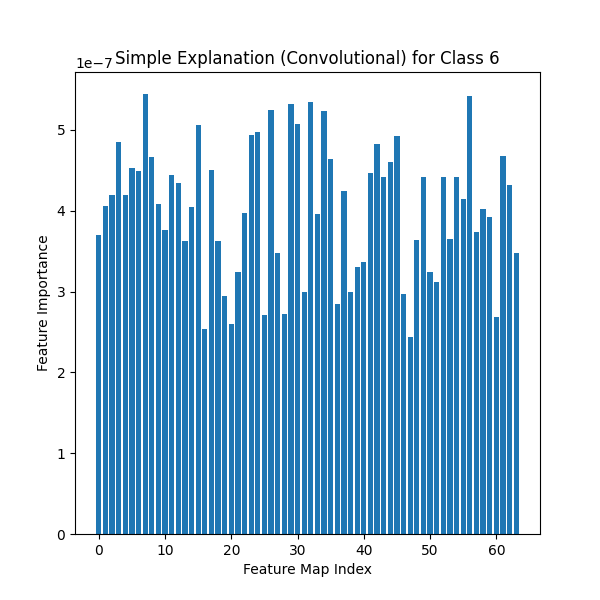 Simple Explanation (Convolutional) for Class 6
1e−7
5
4
3
2
1
0
Feature Importance
0 10 20 30 40 50 60
Feature Map Index